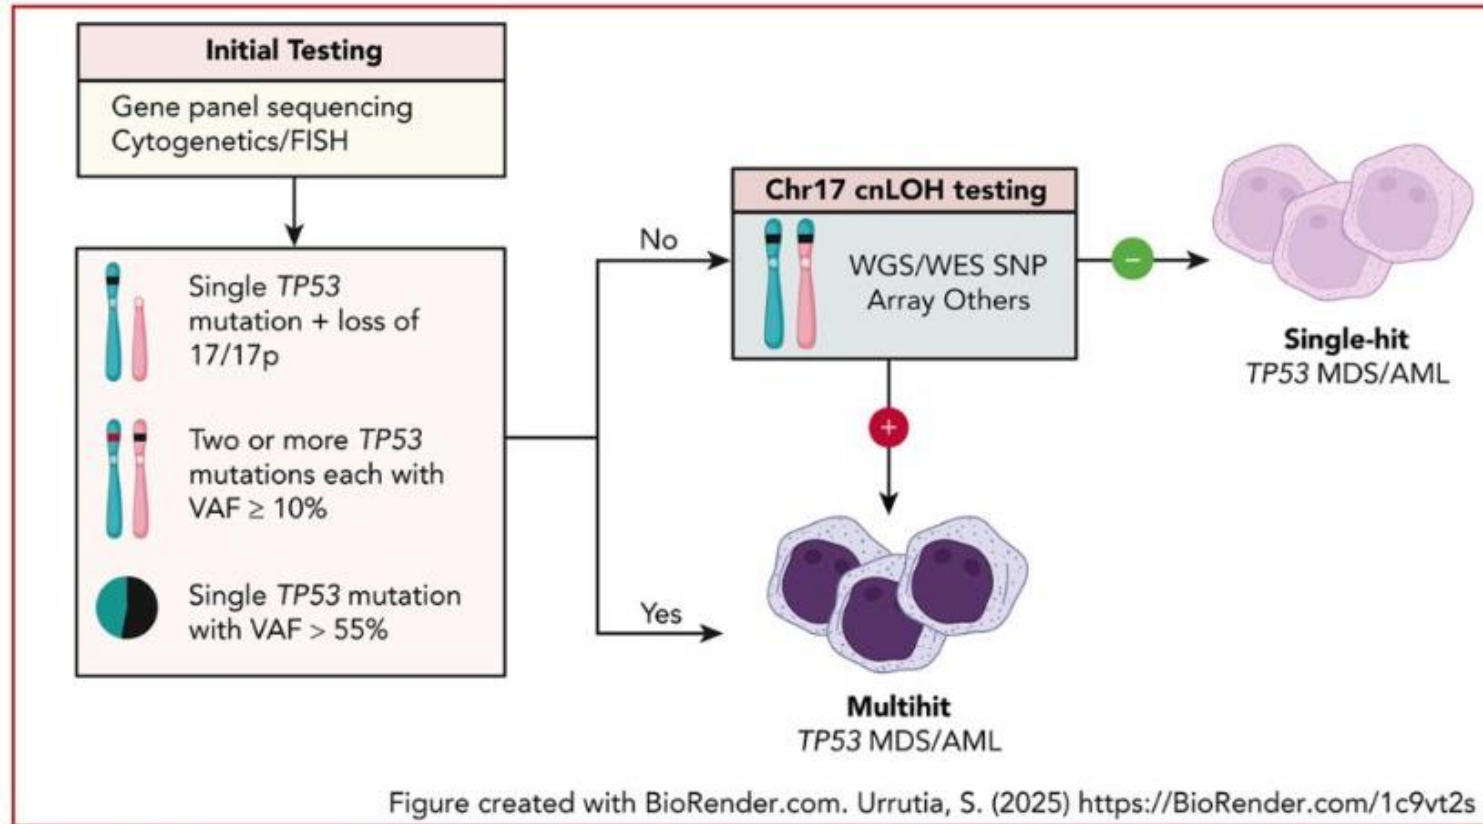 Initial Testing
Gene panel sequencing
Cytogenetics/FISH
Single TP53
mutation + loss of
17/17p
Two or more TP53
mutations each with
VAF ≥ 10%
Single TP53 mutation
with VAF > 55%
No
Yes
Chr17 cnLOH testing
WGS/WES SNP
Array Others
−
+
Single-hit
TP53 MDS/AML
Multihit
TP53 MDS/AML
Figure created with BioRender.com. Urrutia, S. (2025) https://BioRender.com/1c9vt2s